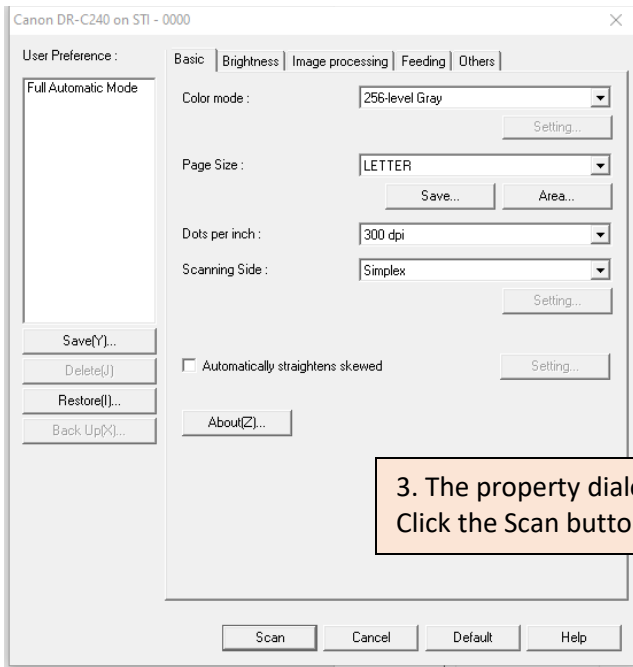 Canon DR-C240 on STI - 0000
User Preference :
Full Automatic Mode
Save(Y)...
Delete(J)
Restore(I)...
Back Up(X)...
Basic Brightness Image processing Feeding Others
Color mode : 256-level Gray
Setting...
Page Size : LETTER
Save... Area...
Dots per inch : 300 dpi
Scanning Side : Simplex
Setting...
Automatically straightens skewed Setting...
About(Z)...
3. The property
Click the Scan
Scan Cancel Default Help